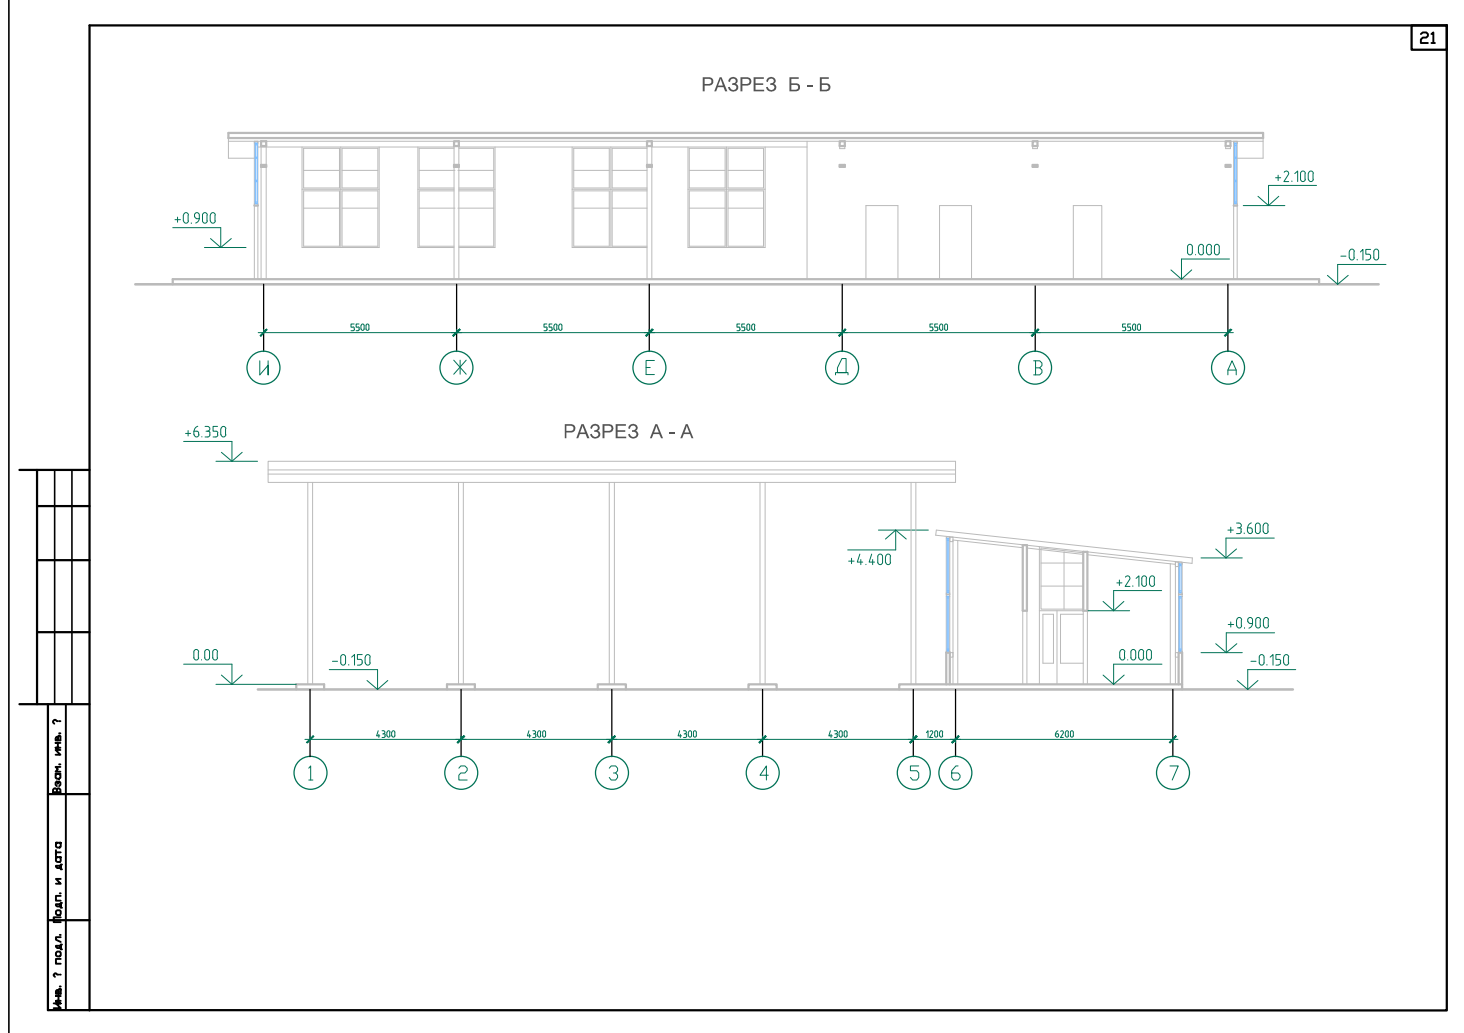 21
РАЗРЕЗ Б - Б
+2.100
+0.900
0.000
-0.150
5500 5500 5500 5500 5500
И Ж Е Д В А
РАЗРЕЗ А - А
+6.350
+3.600
+4.400
+2.100
+0.900
0.00
-0.150
0.000
-0.150
4300 4300 4300 4300 1200 6200
1 2 3 4 5 6 7
Взам. инв. ?
Подп. и дата
Инв. ? подл.